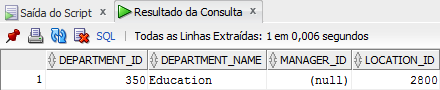 Saída do Script × Resultado da Consulta ×
SQL | Todas as Linhas Extraídas: 1 em 0,006 segundos
DEPARTMENT_ID DEPARTMENT_NAME MANAGER_ID LOCATION_ID
1 350 Education (null) 2800